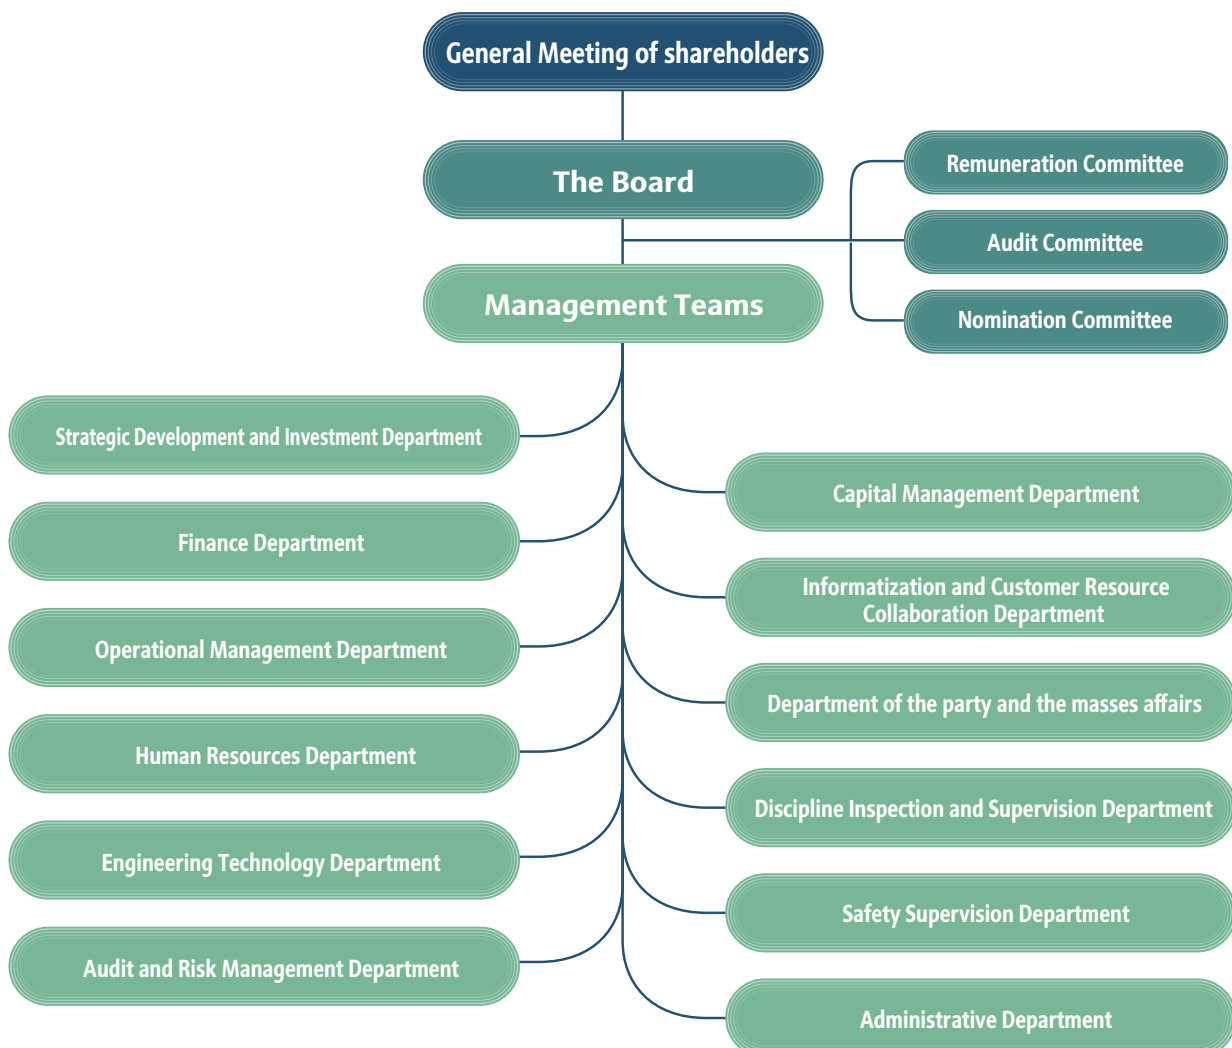 General Meeting of shareholders
The Board
Remuneration Committee
Audit Committee
Nomination Committee
Management Teams
Strategic Development and Investment Department
Finance Department
Operational Management Department
Human Resources Department
Engineering Technology Department
Audit and Risk Management Department
Capital Management Department
Informatization and Customer Resource
Collaboration Department
Department of the party and the masses affairs
Discipline Inspection and Supervision Department
Safety Supervision Department
Administrative Department